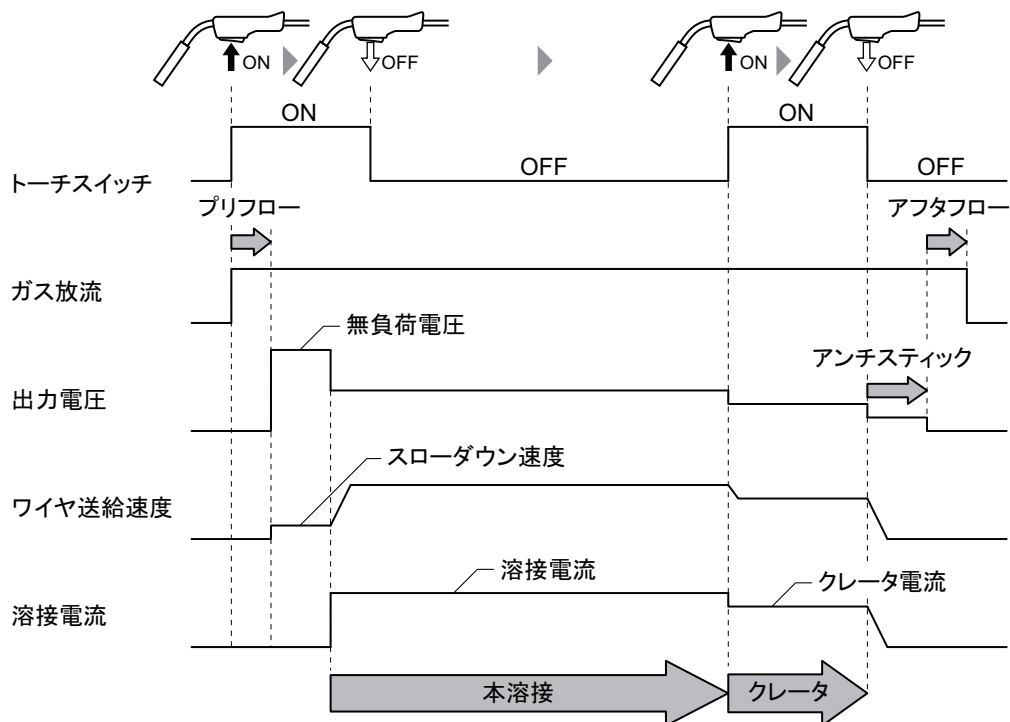 ON
OFF
ON
OFF
ON
ON
トーチスイッチ
OFF
OFF
プリフロー
アフタフロー
ガス放流
無負荷電圧
アンチスティック
出力電圧
スローダウン速度
ワイヤ送給速度
溶接電流
クレータ電流
溶接電流
本溶接
クレータ